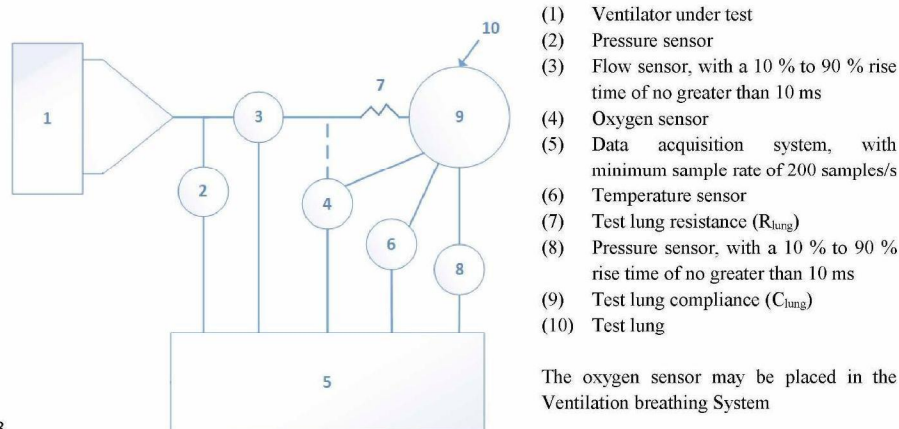 10
7
1
3
9
2
4
6
8
5
(1) Ventilator under test
(2) Pressure sensor
(3) Flow sensor, with a 10 % to 90 % rise
time of no greater than 10 ms
(4) Oxygen sensor
(5) Data acquisition system, with
minimum sample rate of 200 samples/s
(6) Temperature sensor
(7) Test lung resistance (Rlung)
(8) Pressure sensor, with a 10 % to 90 %
rise time of no greater than 10 ms
(9) Test lung compliance (Clung)
(10) Test lung
The oxygen sensor may be placed in the
Ventilation breathing System